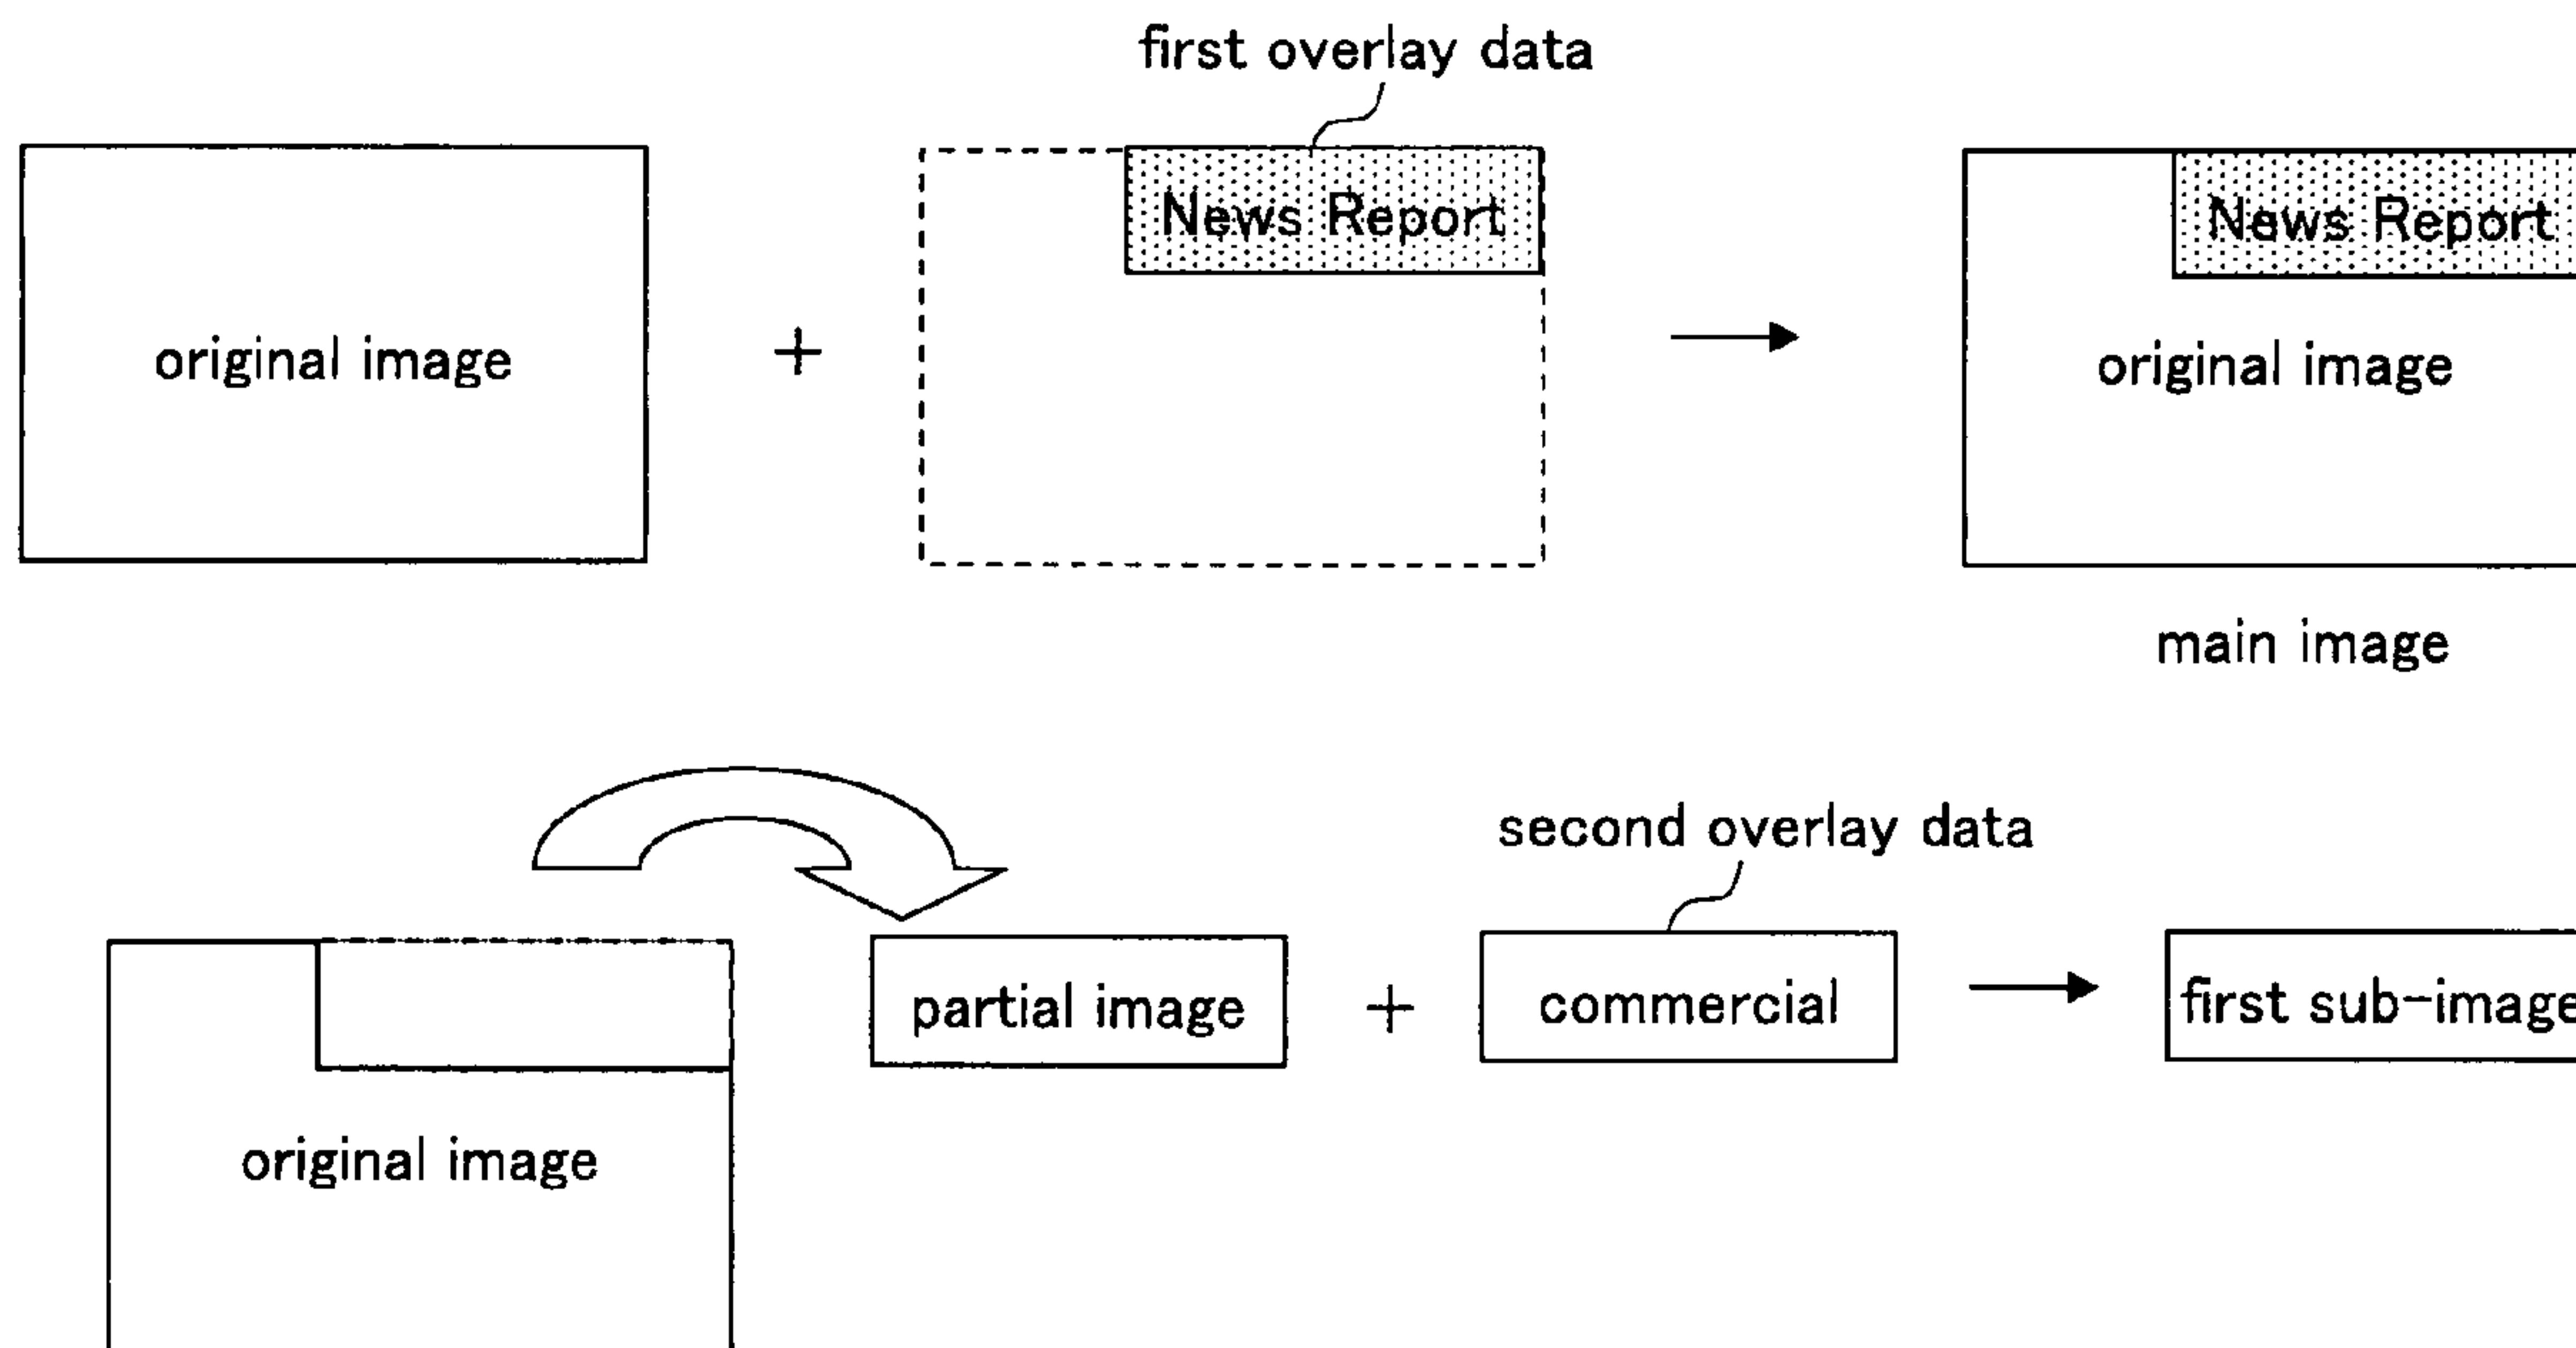 first overlay data
News Report
News Report
original image
+
original image
main image
second overlay data
partial image
+
commercial
first sub-image
original image